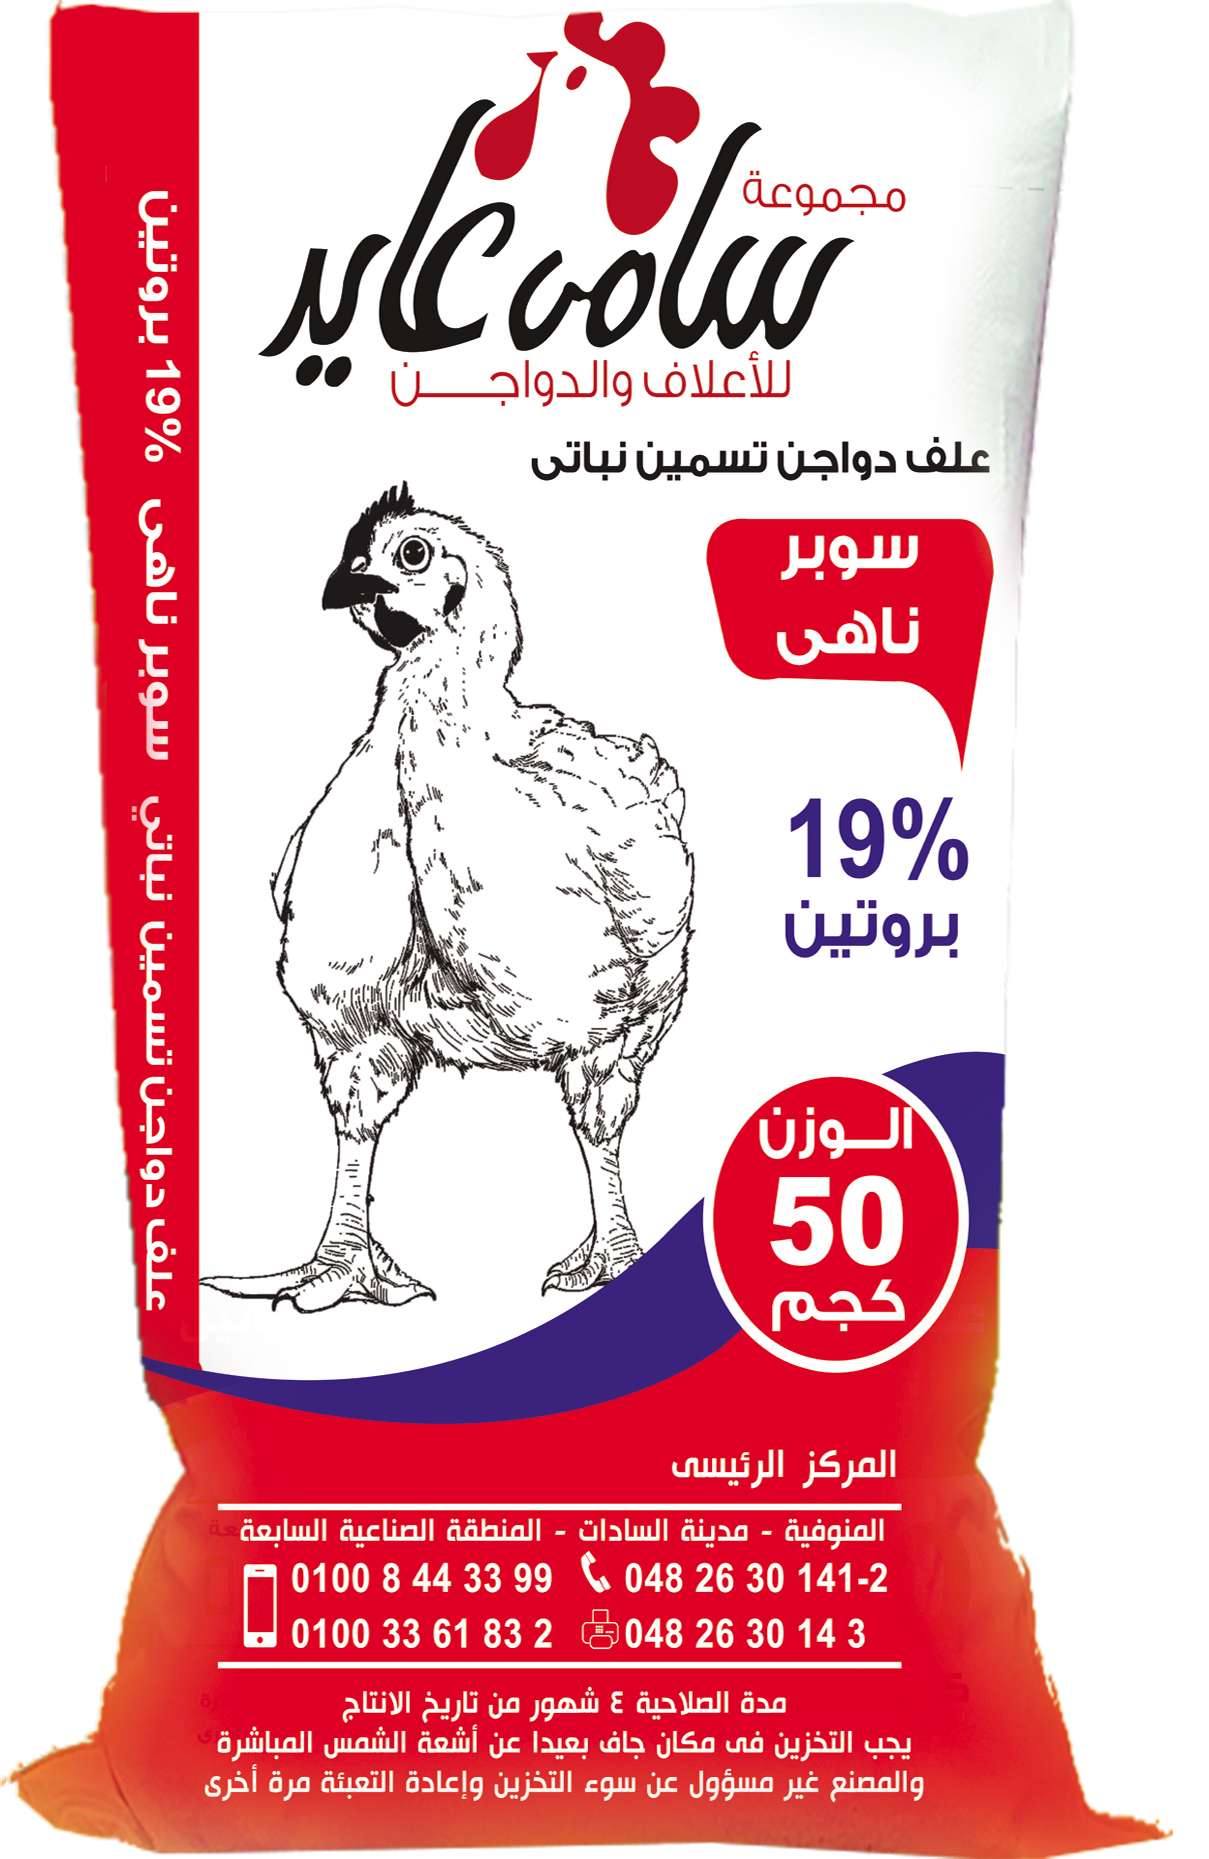 مجموعة
سامى عايد
للأعلاف والدواجــــن
علف دواجن تسمين نباتى
سوبر
ناهى
19%
بروتين
الــوزن
50
كجم
علف دواجن تسمين نباتي سوبر ناهى 19% بروتين
المركز الرئيسى
المنوفية - مدينة السادات - المنطقة الصناعية السابعة
0100 8 44 33 99 048 26 30 141-2
0100 33 61 83 2 048 26 30 14 3
مدة الصلاحية ٤ شهور من تاريخ الانتاج
يجب التخزين فى مكان جاف بعيدا عن أشعة الشمس المباشرة
والمصنع غير مسؤول عن سوء التخزين وإعادة التعبئة مرة أخرى